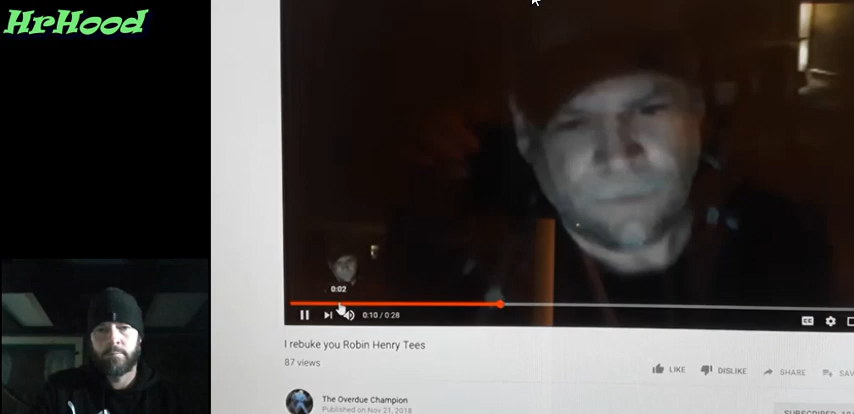 HrHood
0:02
0:10 / 0:28
CC
I rebuke you Robin Henry Tees
87 views
LIKE
DISLIKE
SHARE
The Overdue Champion
Published on Nov 21, 2018